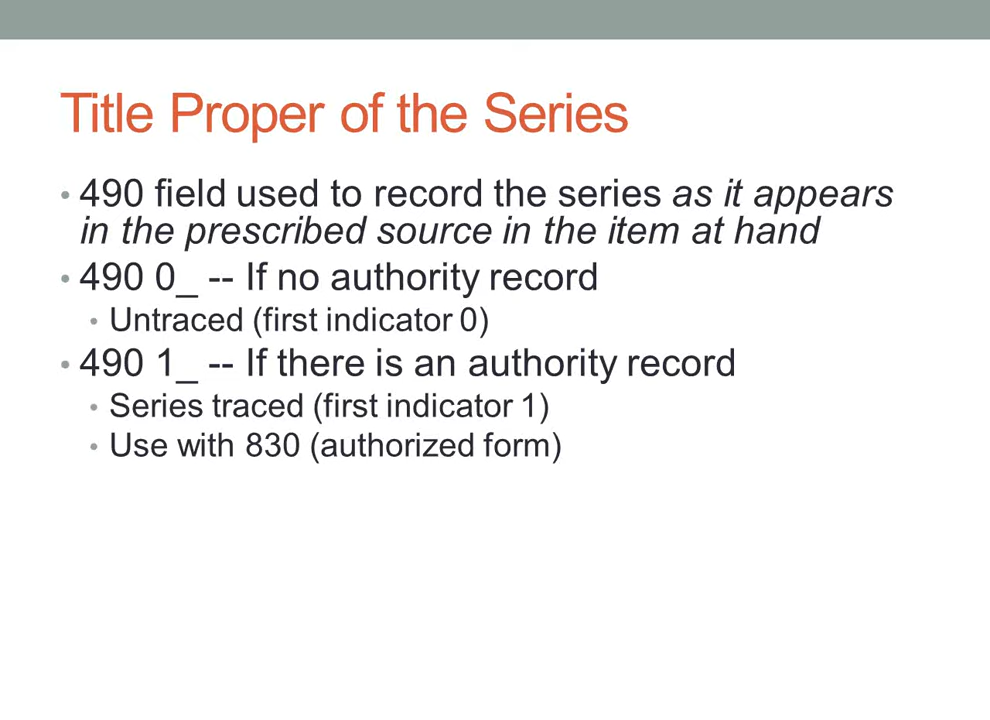 Title Proper of the Series
• 490 field used to record the series as it appears
in the prescribed source in the item at hand
• 490 0_ -- If no authority record
• Untraced (first indicator 0)
• 490 1_ -- If there is an authority record
• Series traced (first indicator 1)
• Use with 830 (authorized form)